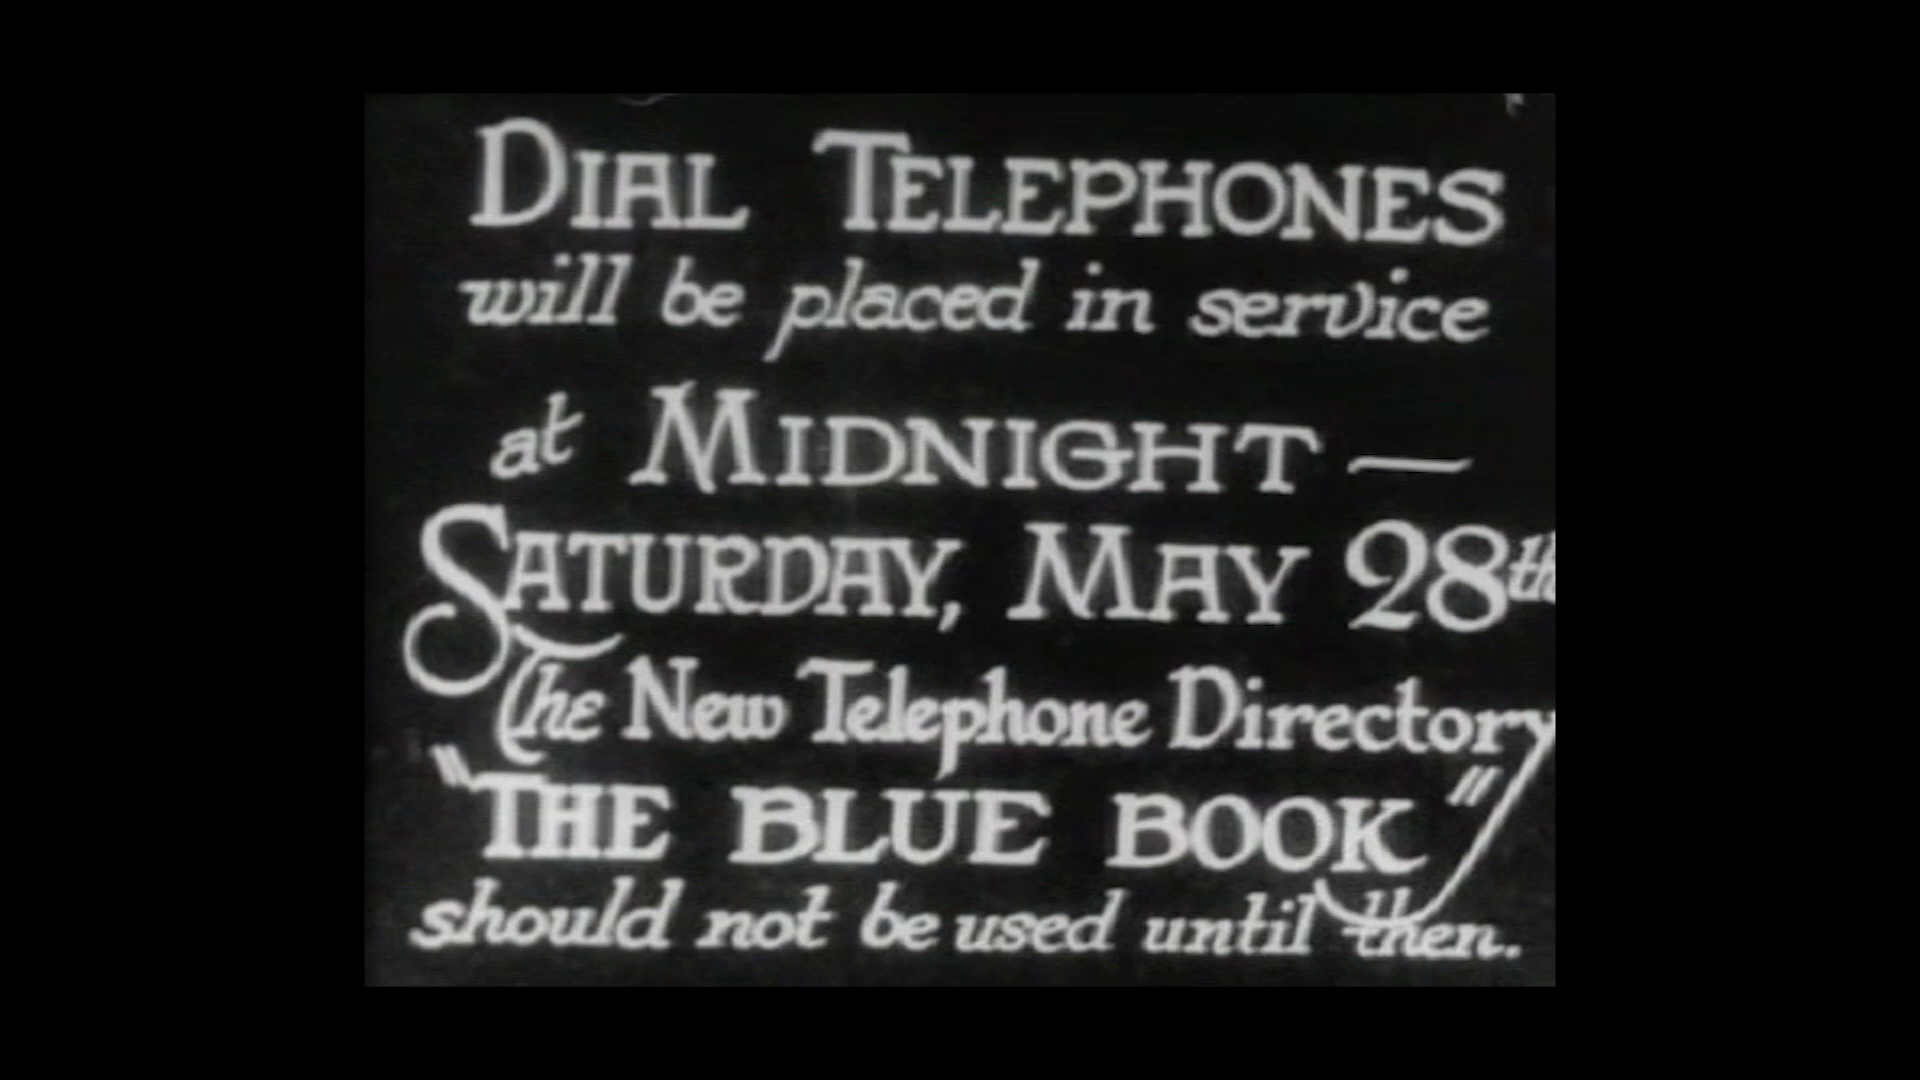 DIAL TELEPHONES
will be placed in service
at MIDNIGHT —
SATURDAY, MAY 28th
The New Telephone Directory
"THE BLUE BOOK"
should not be used until then.